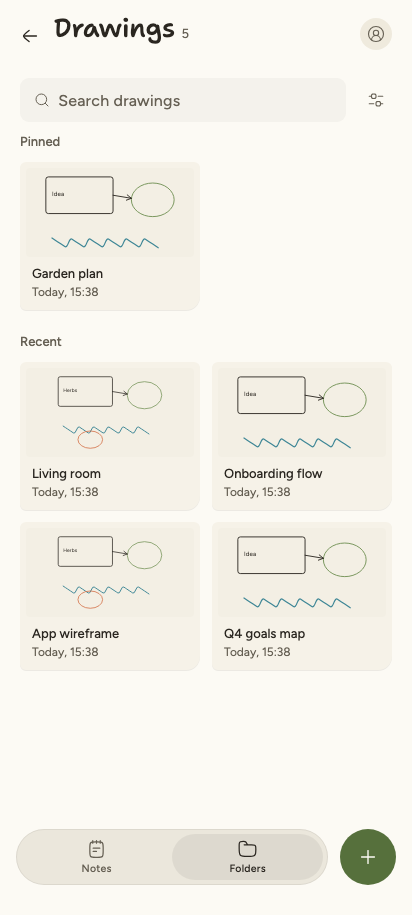 Drawings 5
Search drawings
Pinned
Idea
Garden plan
Today, 15:38
Recent
Herbs
Living room
Today, 15:38
Idea
Onboarding flow
Today, 15:38
Herbs
App wireframe
Today, 15:38
Idea
Q4 goals map
Today, 15:38
Notes
Folders